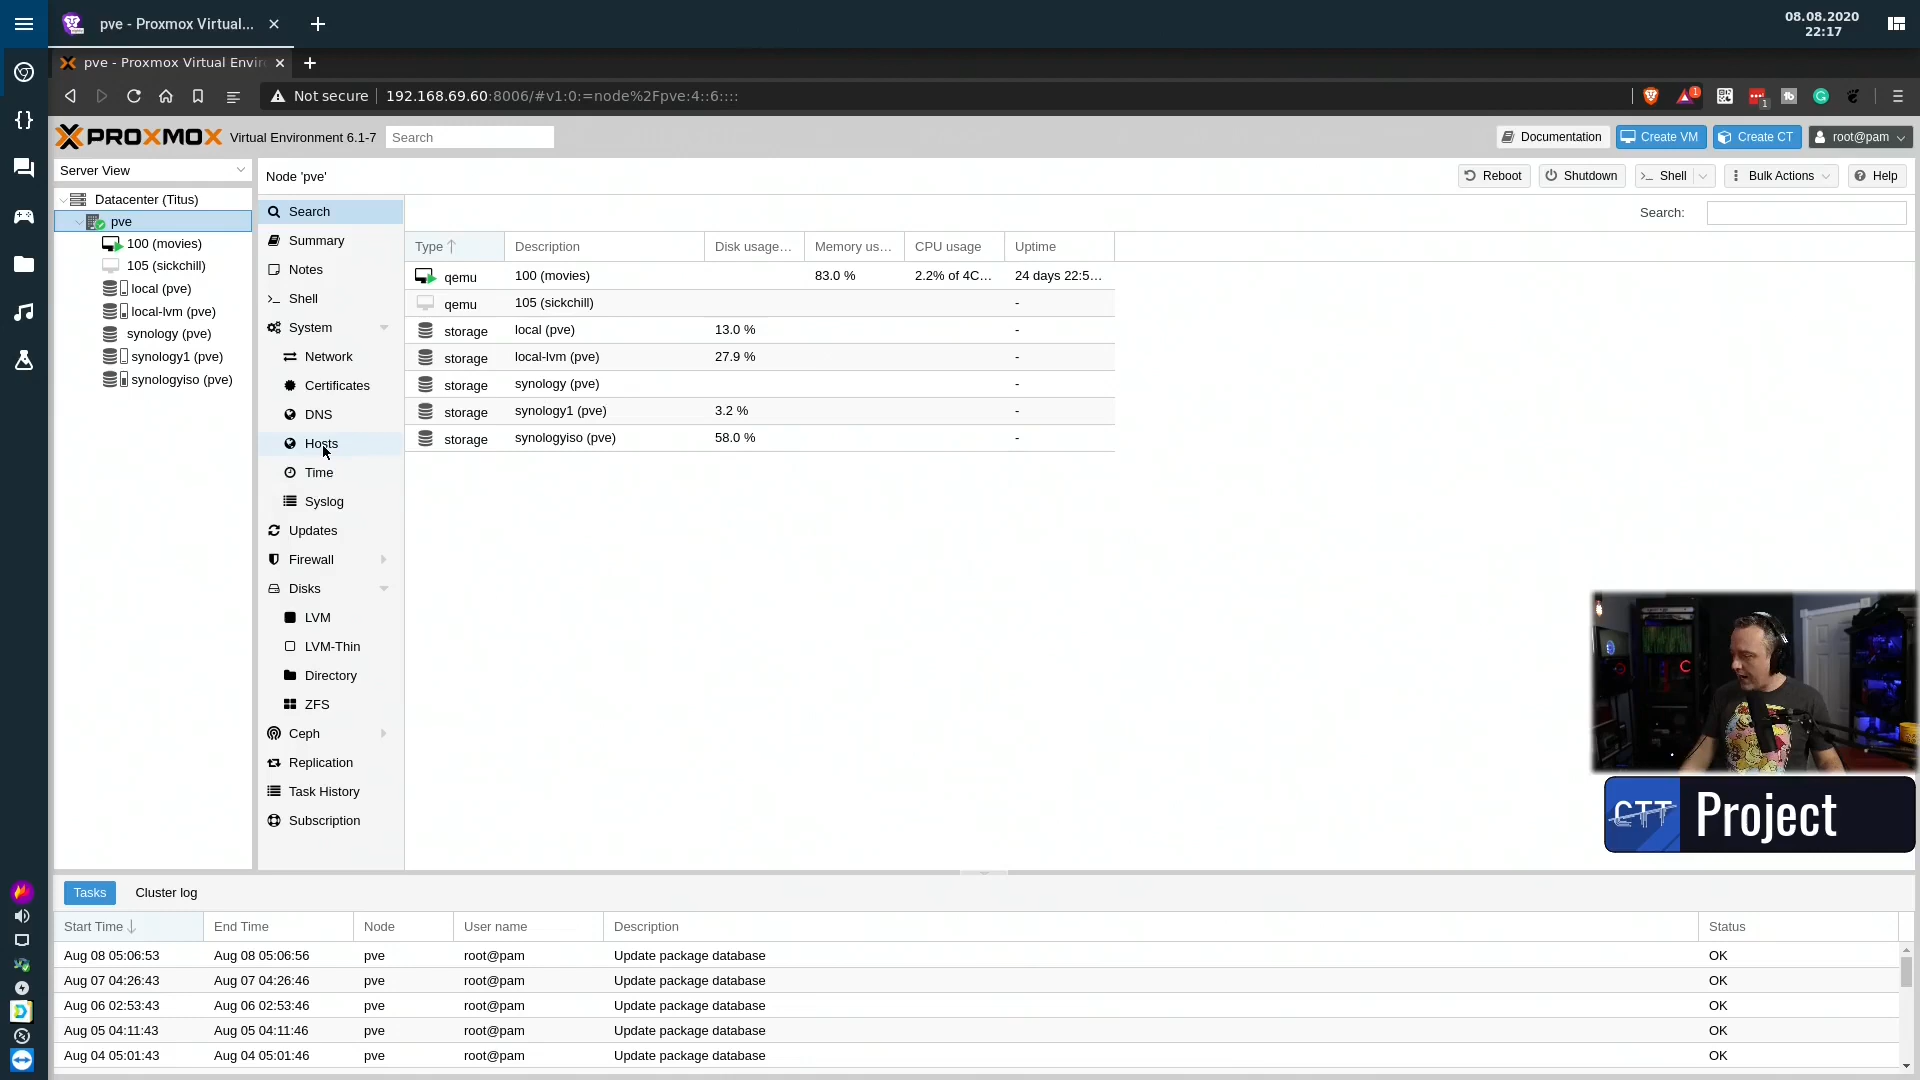 pve - Proxmox Virtual...
08.08.2020
22:17
pve - Proxmox Virtual Envir
Not secure
192.168.69.60:8006/#v1:0:=node%2Fpve:4::6::::
1
1
PROXMOX
Virtual Environment 6.1-7
Search
Documentation
Create VM
Create CT
root@pam
Server View
Datacenter (Titus)
pve
100 (movies)
105 (sickchill)
local (pve)
local-lvm (pve)
synology (pve)
synology1 (pve)
synologyiso (pve)
Node 'pve'
Reboot
Shutdown
Shell
Bulk Actions
Help
Search
Summary
Notes
Shell
System
Network
Certificates
DNS
Hosts
Time
Syslog
Updates
Firewall
Disks
LVM
LVM-Thin
Directory
ZFS
Ceph
Replication
Task History
Subscription
Search:
Type Description Disk usage... Memory us... CPU usage Uptime
qemu 100 (movies) 83.0 % 2.2% of 4C... 24 days 22:5...
qemu 105 (sickchill) -
storage local (pve) 13.0 % -
storage local-lvm (pve) 27.9 % -
storage synology (pve) -
storage synology1 (pve) 3.2 % -
storage synologyiso (pve) 58.0 % -
CTT Project
Tasks
Cluster log
Start Time End Time Node User name Description Status
Aug 08 05:06:53 Aug 08 05:06:56 pve root@pam Update package database OK
Aug 07 04:26:43 Aug 07 04:26:46 pve root@pam Update package database OK
Aug 06 02:53:43 Aug 06 02:53:46 pve root@pam Update package database OK
Aug 05 04:11:43 Aug 05 04:11:46 pve root@pam Update package database OK
Aug 04 05:01:43 Aug 04 05:01:46 pve root@pam Update package database OK